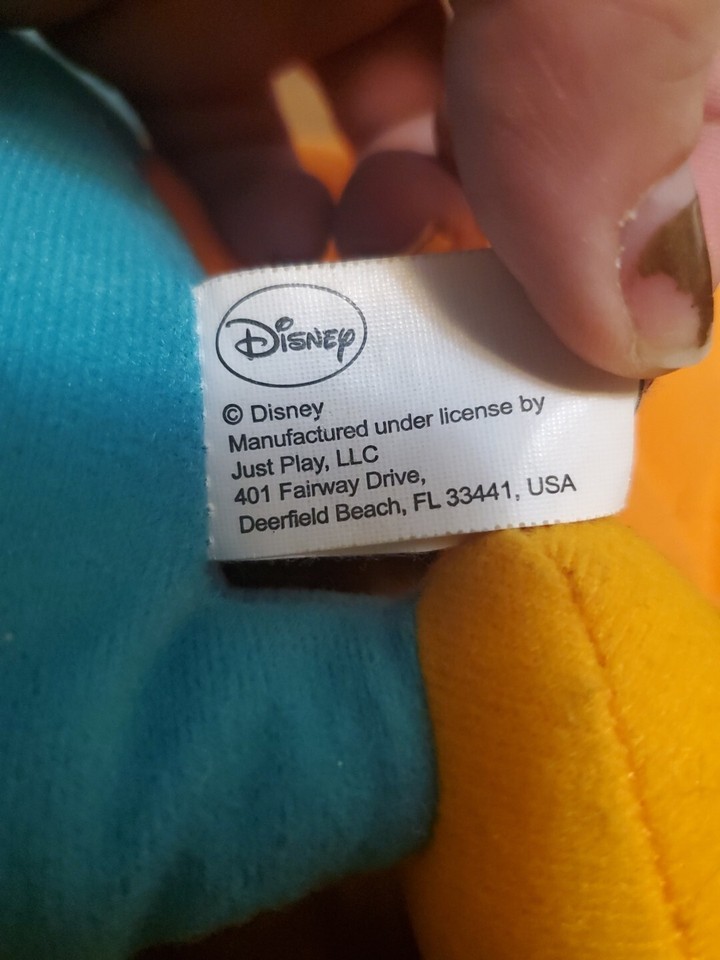 Disney
© Disney
Manufactured under license by
Just Play, LLC
401 Fairway Drive,
Deerfield Beach, FL 33441, USA